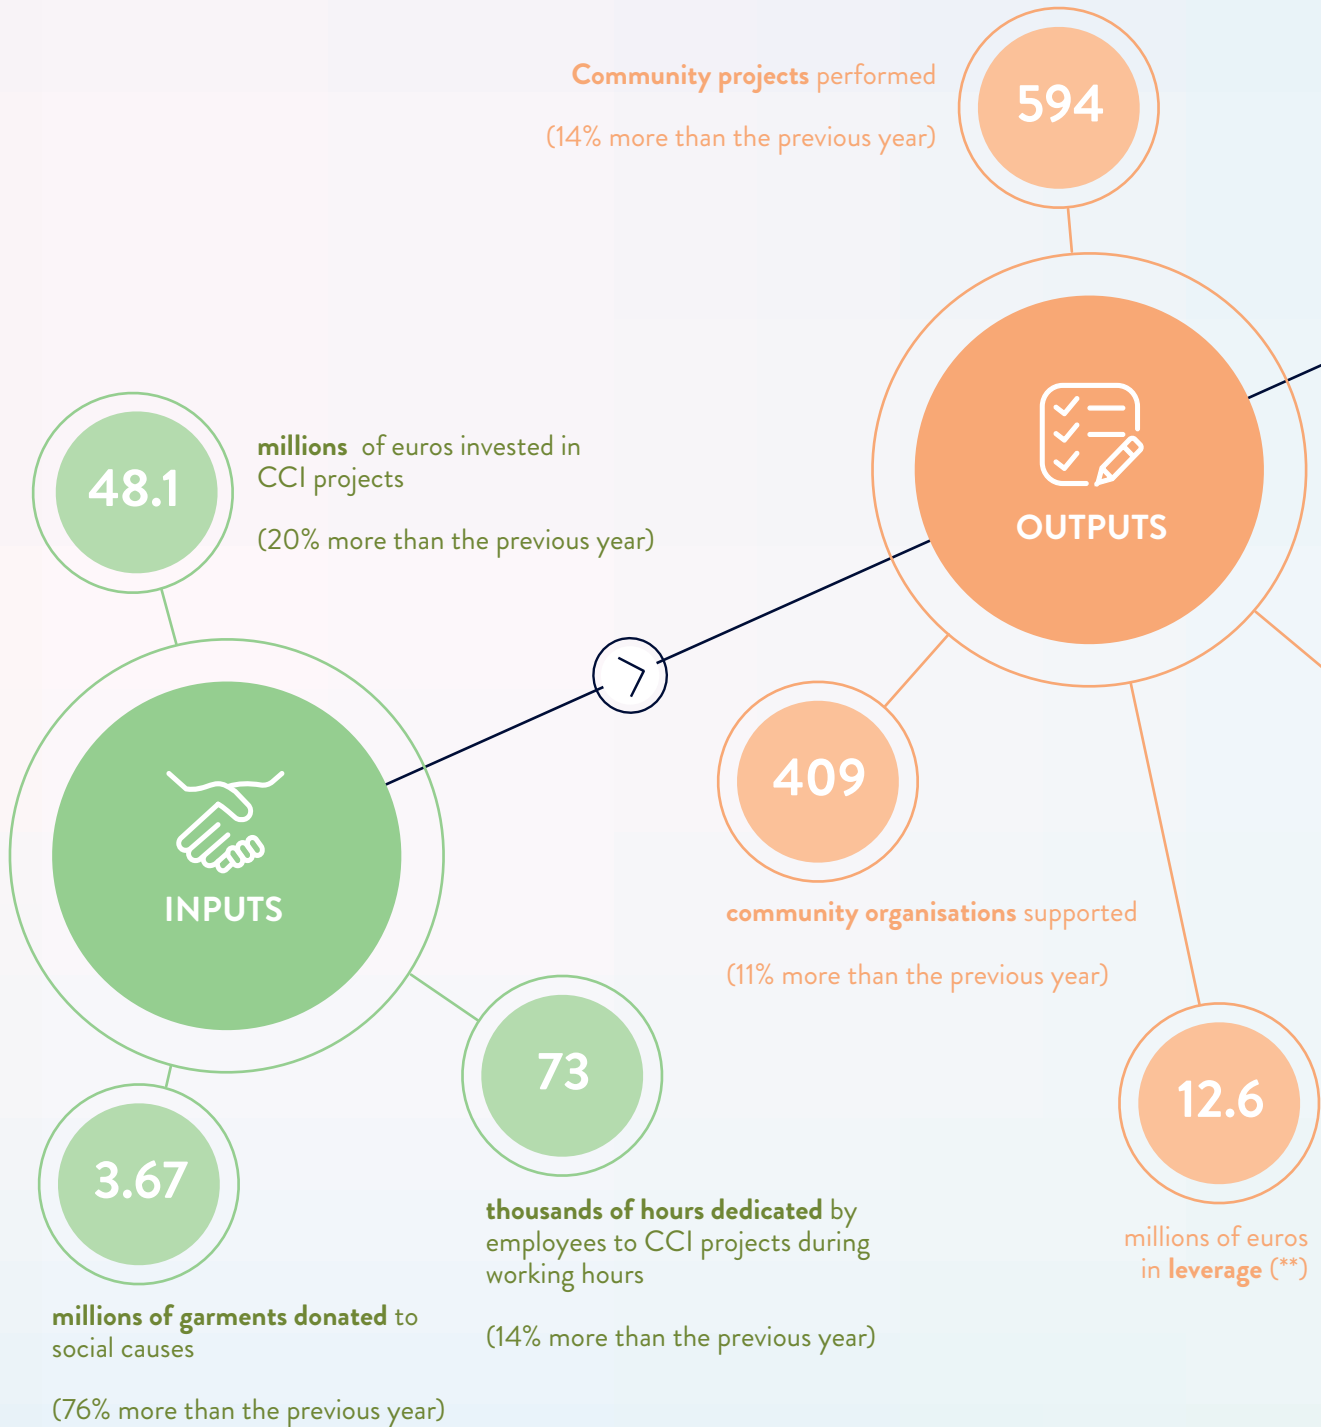 Community projects performed
(14% more than the previous year)
594
OUTPUTS
48.1
millions of euros invested in
CCI projects
(20% more than the previous year)
INPUTS
409
community organisations supported
(11% more than the previous year)
12.6
millions of euros
in leverage (**)
73
thousands of hours dedicated by
employees to CCI projects during
working hours
(14% more than the previous year)
3.67
millions of garments donated to
social causes
(76% more than the previous year)